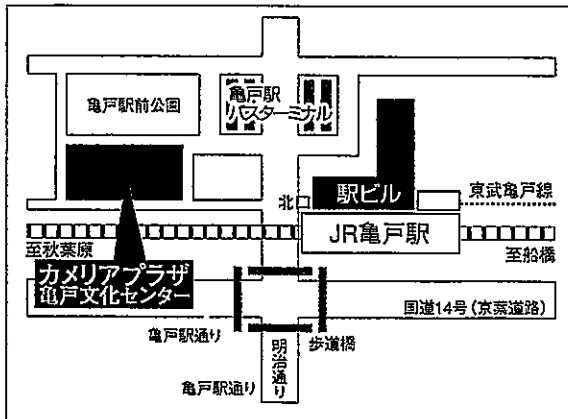 亀戸駅前公園
亀戸駅
バスターミナル
北
駅ビル
東武亀戸線
JR亀戸駅
至秋葉原
至船橋
カメリアプラザ
亀戸文化センター
国道14号(京葉道路)
亀戸駅通り
歩道橋
明治通り
亀戸駅通り